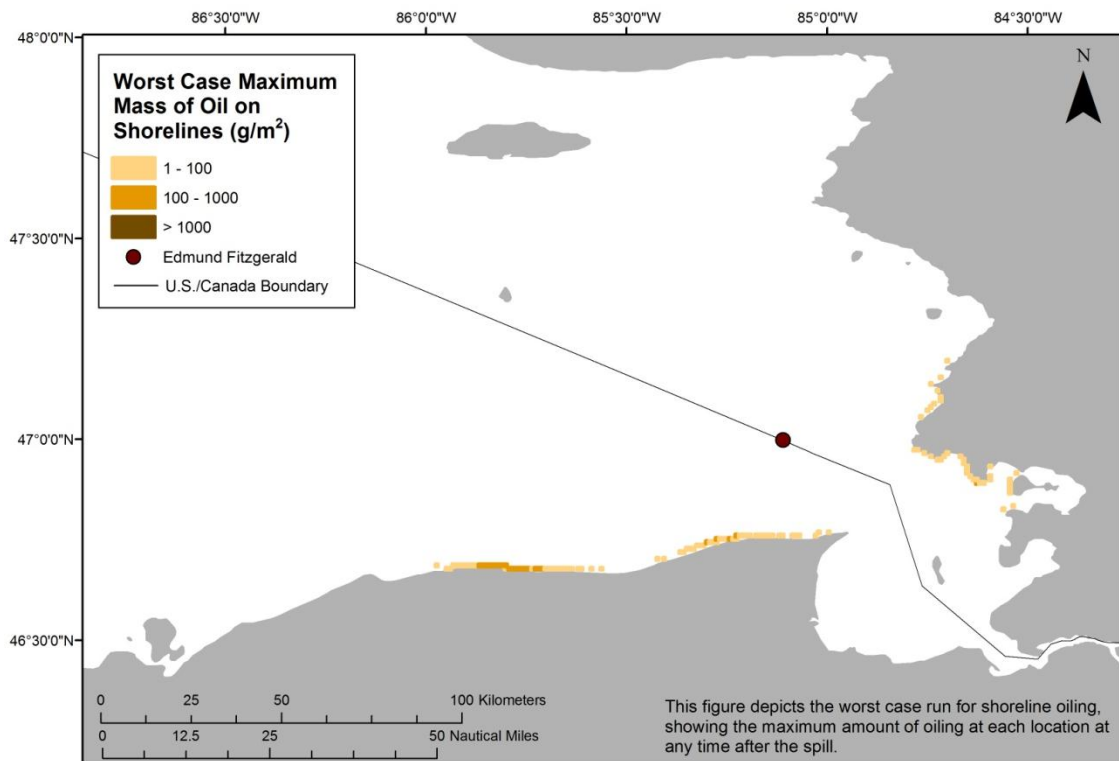 86°30'0"W 86°0'0"W 85°30'0"W 85°0'0"W 84°30'0"W
48°0'0"N
47°30'0"N
47°0'0"N
46°30'0"N
Worst Case Maximum
Mass of Oil on
Shorelines (g/m²)
1 - 100
100 - 1000
> 1000
Edmund Fitzgerald
U.S./Canada Boundary
N
0 25 50 100 Kilometers
0 12.5 25 50 Nautical Miles
This figure depicts the worst case run for shoreline oiling,
showing the maximum amount of oiling at each location at
any time after the spill.